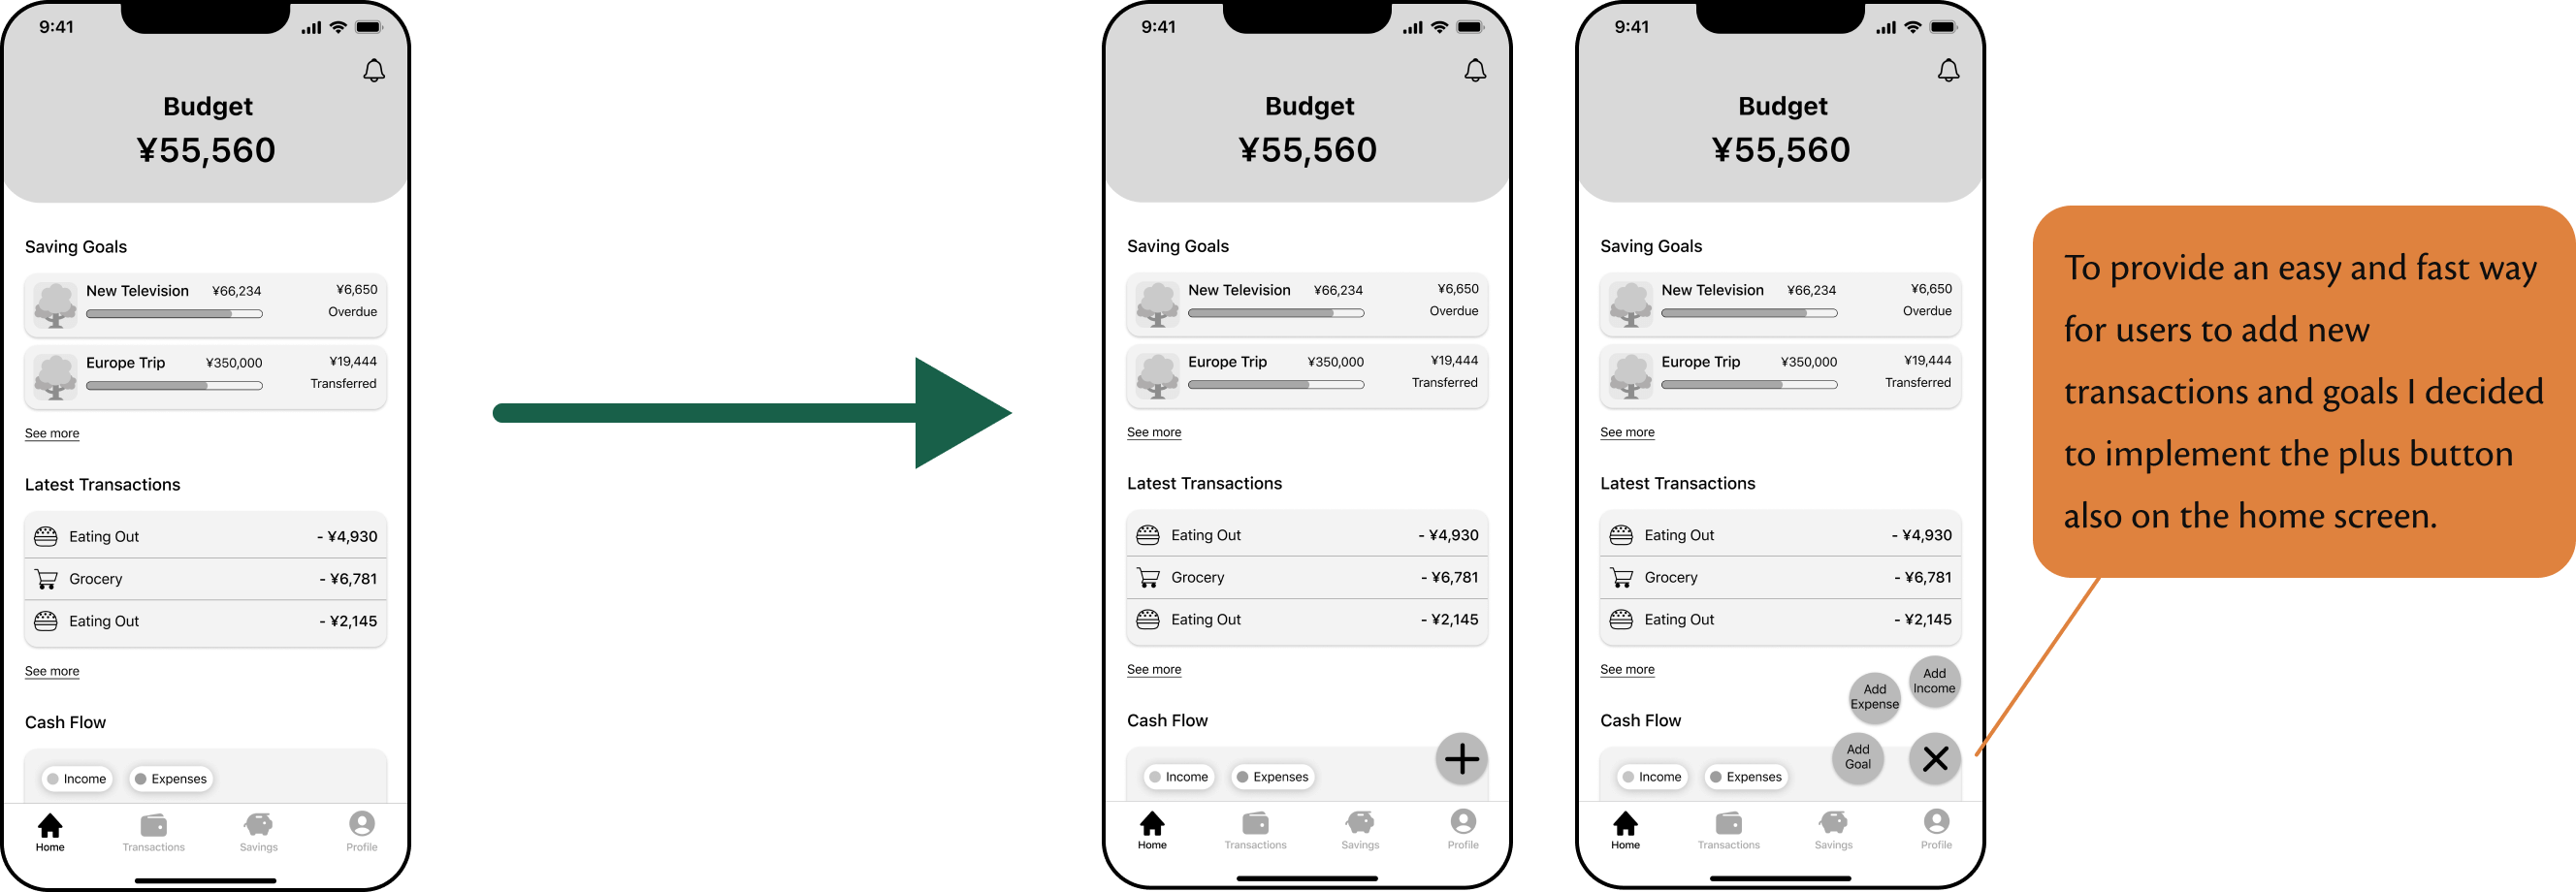 9:41
Budget
¥55,560
Saving Goals
New Television ¥66,234 ¥6,650
Overdue
Europe Trip ¥350,000 ¥19,444
Transferred
See more
Latest Transactions
Eating Out - ¥4,930
Grocery - ¥6,781
Eating Out - ¥2,145
See more
Cash Flow
Income Expenses
Home Transactions Savings Profile
9:41
Budget
¥55,560
Saving Goals
New Television ¥66,234 ¥6,650
Overdue
Europe Trip ¥350,000 ¥19,444
Transferred
See more
Latest Transactions
Eating Out - ¥4,930
Grocery - ¥6,781
Eating Out - ¥2,145
See more
Cash Flow
Income Expenses
Home Transactions Savings Profile
9:41
Budget
¥55,560
Saving Goals
New Television ¥66,234 ¥6,650
Overdue
Europe Trip ¥350,000 ¥19,444
Transferred
See more
Latest Transactions
Eating Out - ¥4,930
Grocery - ¥6,781
Eating Out - ¥2,145
See more
Add
Income
Add
Expense
Cash Flow
Add
Goal
Income Expenses
Home Transactions Savings Profile
To provide an easy and fast way
for users to add new
transactions and goals I decided
to implement the plus button
also on the home screen.